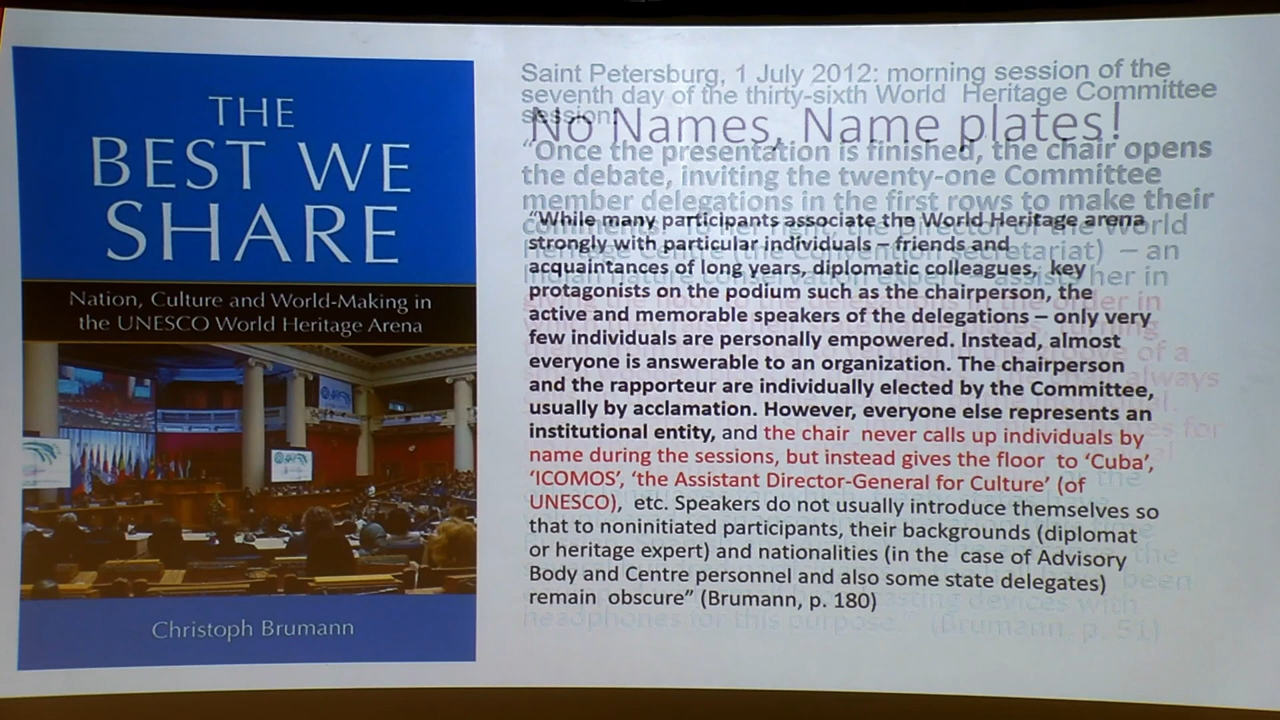 THE
BEST WE
SHARE
Nation, Culture and World-Making in
the UNESCO World Heritage Arena
Christoph Brumann
Saint Petersburg, 1 July 2012: morning session of the
seventh day of the thirty-sixth World Heritage Committee
session:
No Names, Name plates!
“Once the presentation is finished, the chair opens
the debate, inviting the twenty-one Committee
member delegations in the first rows to make their
“While many participants associate the World Heritage arena
strongly with particular individuals – friends and
acquaintances of long years, diplomatic colleagues, key
protagonists on the podium such as the chairperson, the
active and memorable speakers of the delegations – only very
few individuals are personally empowered. Instead, almost
everyone is answerable to an organization. The chairperson
and the rapporteur are individually elected by the Committee,
usually by acclamation. However, everyone else represents an
institutional entity, and the chair never calls up individuals by
name during the sessions, but instead gives the floor to ‘Cuba’,
‘ICOMOS’, ‘the Assistant Director-General for Culture’ (of
UNESCO), etc. Speakers do not usually introduce themselves so
that to noninitiated participants, their backgrounds (diplomat
or heritage expert) and nationalities (in the case of Advisory
Body and Centre personnel and also some state delegates)
remain obscure” (Brumann, p. 180)
headphones for this purpose.” (Brumann, p. 51)